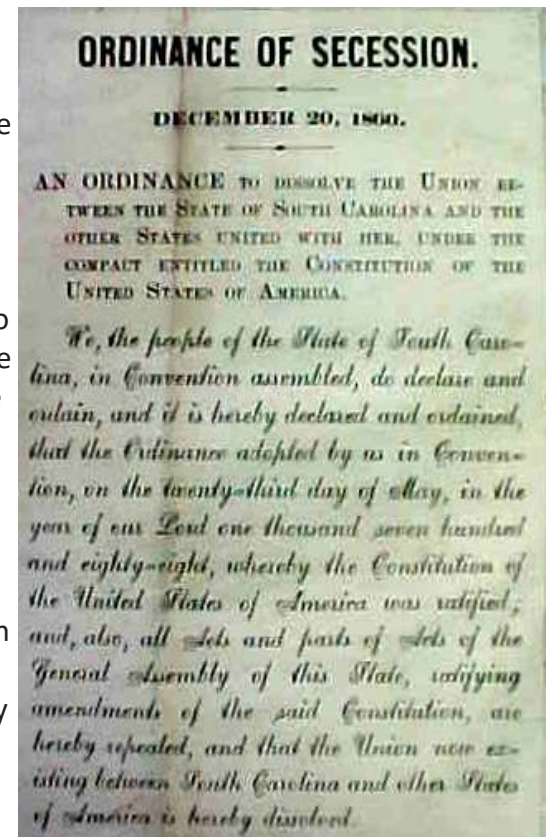 ORDINANCE OF SECESSION.
DECEMBER 20, 1860.
AN ORDINANCE TO DISSOLVE THE UNION BE-
TWEEN THE STATE OF SOUTH CAROLINA AND THE
OTHER STATES UNITED WITH HER, UNDER THE
COMPACT ENTITLED THE CONSTITUTION OF THE
UNITED STATES OF AMERICA.
We, the people of the State of South Caro-
lina, in Convention assembled, do declare and
ordain, and it is hereby declared and ordained,
that the Ordinance adopted by us in Conven-
tion, on the twenty-third day of May, in the
year of our Lord one thousand seven hundred
and eighty-eight, whereby the Constitution of
the United States of America was ratified;
and, also, all Acts and parts of Acts of the
General Assembly of this State, ratifying
amendments of the said Constitution, are
hereby repealed, and that the Union now ex-
isting between South Carolina and other States
of America is hereby dissolved.